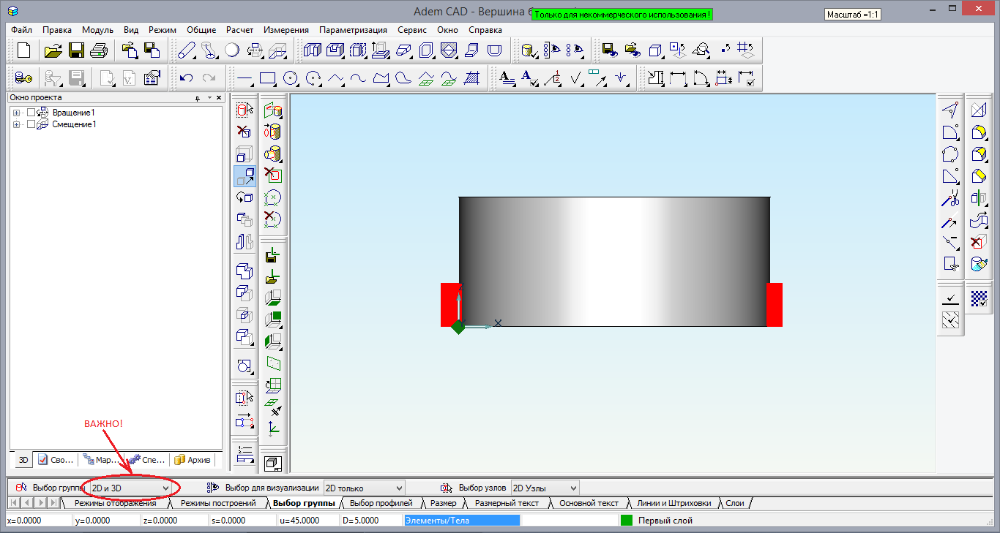 Adem CAD - Вершина б
Только для некоммерческого использования !
Масштаб =1:1
Файл Правка Модуль Вид Режим Общие Расчет Измерения Параметризация Сервис Окно Справка
Окно проекта
Вращение1
Смещение1
Z
X
ВАЖНО!
3D Сво... Мар... Спе... Архив
Выбор группы 2D и 3D Выбор для визуализации 2D только Выбор узлов 2D Узлы
Режимы отображения Режимы построений Выбор группы Выбор профилей Размер Размерный текст Основной текст Линии и Штриховки Слои
x=0.0000 y=0.0000 z=0.0000 s=0.0000 u=45.0000 D=5.0000 Элементы/Тела Первый слой